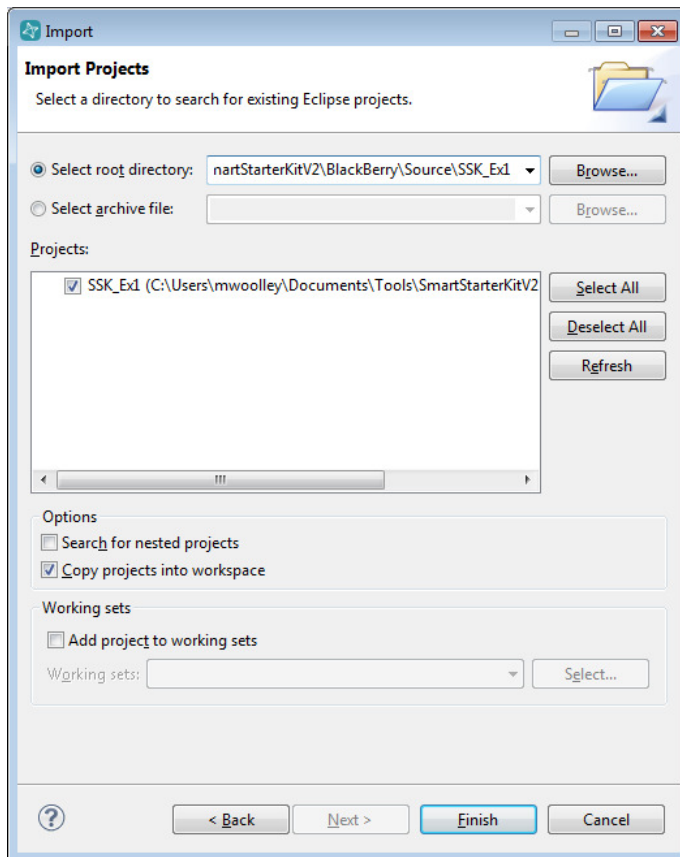 Import
Import Projects
Select a directory to search for existing Eclipse projects.
Select root directory: nartStarterKitV2\BlackBerry\Source\SSK_Ex1 Browse...
Select archive file: Browse...
Projects:
SSK_Ex1 (C:\Users\mwoolley\Documents\Tools\SmartStarterKitV2 Select All
Deselect All
Refresh
Options
Search for nested projects
Copy projects into workspace
Working sets
Add project to working sets
Working sets: Select...
< Back Next > Finish Cancel